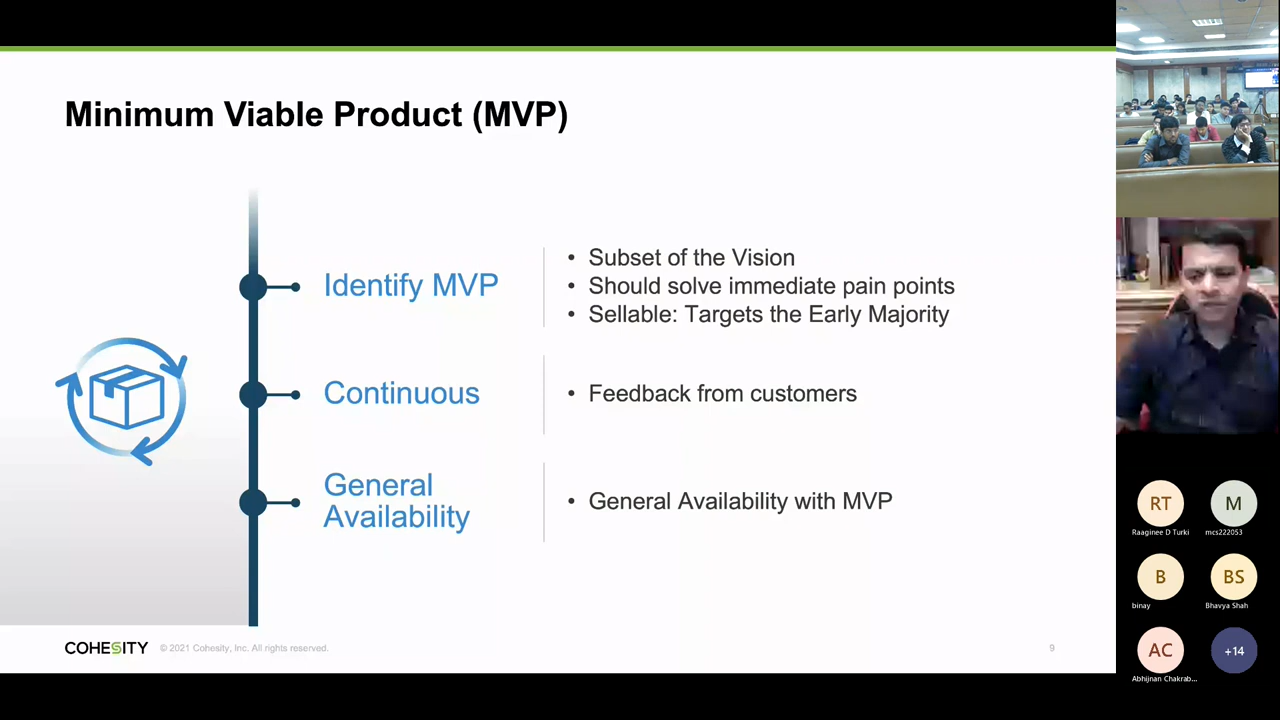 Minimum Viable Product (MVP)
Identify MVP
• Subset of the Vision
• Should solve immediate pain points
• Sellable: Targets the Early Majority
Continuous
• Feedback from customers
General
Availability
• General Availability with MVP
COHESITY © 2021 Cohesity, Inc. All rights reserved. 9
RT M
Raaginee D Turki mcs222053
B BS
binay Bhavya Shah
AC +14
Abhijnan Chakrab...